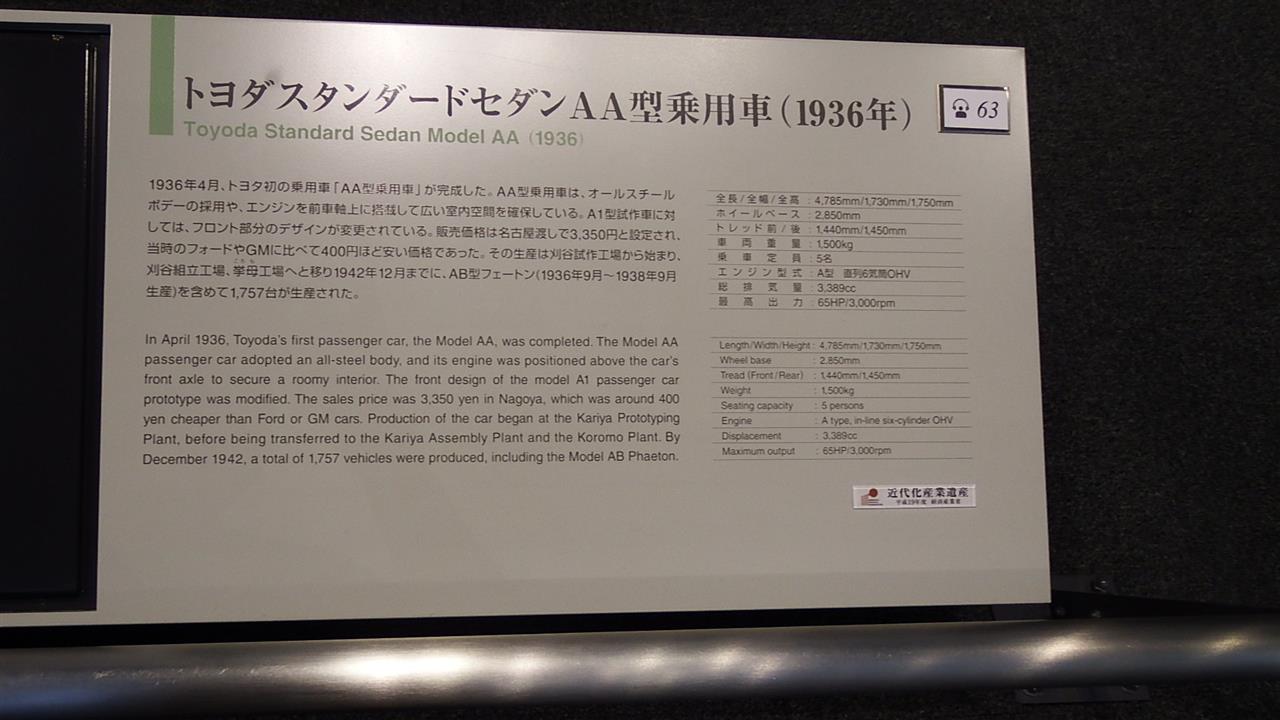 トヨダスタンダードセダンAA型乗用車(1936年)
63
Toyoda Standard Sedan Model AA (1936)
1936年4月、トヨタ初の乗用車「AA型乗用車」が完成した。AA型乗用車は、オールスチール
ボデーの採用や、エンジンを前車軸上に搭載して広い室内空間を確保している。A1型試作車に対
しては、フロント部分のデザインが変更されている。販売価格は名古屋渡しで3,350円と設定され、
当時のフォードやGMに比べて400円ほど安い価格であった。その生産は刈谷試作工場から始まり、
刈谷組立工場、挙母工場へと移り1942年12月までに、AB型フェートン(1936年9月〜1938年9月
生産)を含めて1,757台が生産された。
In April 1936, Toyoda's first passenger car, the Model AA, was completed. The Model AA
passenger car adopted an all-steel body, and its engine was positioned above the car's
front axle to secure a roomy interior. The front design of the model A1 passenger car
prototype was modified. The sales price was 3,350 yen in Nagoya, which was around 400
yen cheaper than Ford or GM cars. Production of the car began at the Kariya Prototyping
Plant, before being transferred to the Kariya Assembly Plant and the Koromo Plant. By
December 1942, a total of 1,757 vehicles were produced, including the Model AB Phaeton.
全長/全幅/全高 : 4,785mm/1,730mm/1,750mm
ホイールベース : 2,850mm
トレッド前/後 : 1,440mm/1,450mm
車両重量 : 1,500kg
乗車定員 : 5名
エンジン型式 : A型 直列6気筒OHV
総排気量 : 3,389cc
最高出力 : 65HP/3,000rpm
Length/Width/Height : 4,785mm/1,730mm/1,750mm
Wheel base : 2,850mm
Tread (Front/Rear) : 1,440mm/1,450mm
Weight : 1,500kg
Seating capacity : 5 persons
Engine : A type, in-line six-cylinder OHV
Displacement : 3,389cc
Maximum output : 65HP/3,000rpm
近代化産業遺産
平成19年度 経済産業省